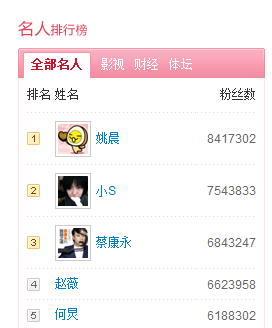 名人排行榜
全部名人 影视 财经 体坛
排名 姓名 粉丝数
1 姚晨 8417302
2 小S 7543833
3 蔡康永 6843247
4 赵薇 6623958
5 何炅 6188302